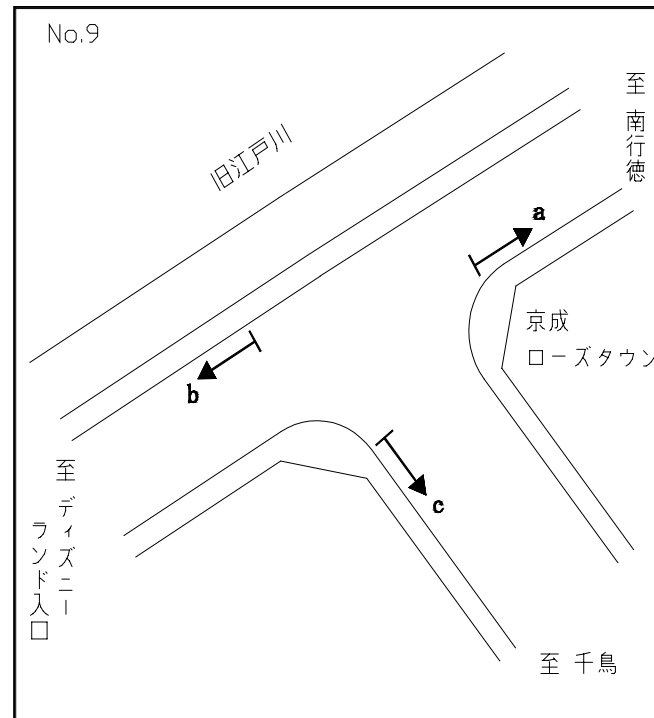 No.9
旧江戸川
至 南行徳
a
京成
ローズタウン
b
c
至 ディズニー
ランド入口
至 千鳥